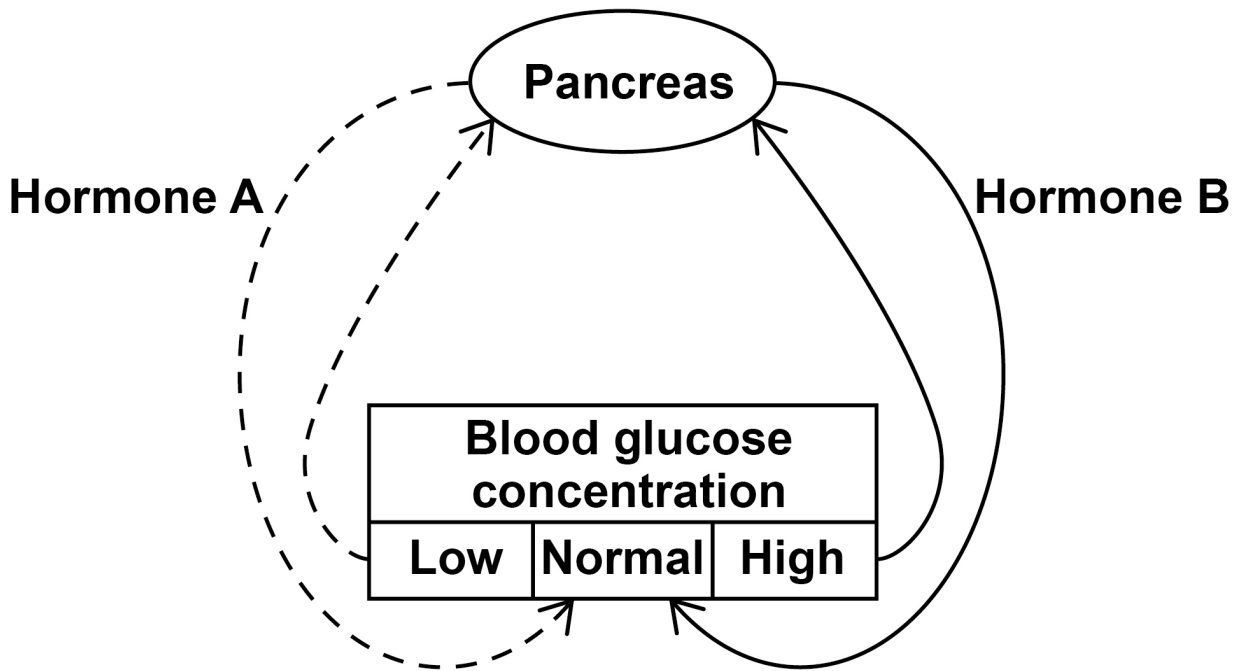 Pancreas
Hormone A
Hormone B
Blood glucose
concentration
Low
Normal
High